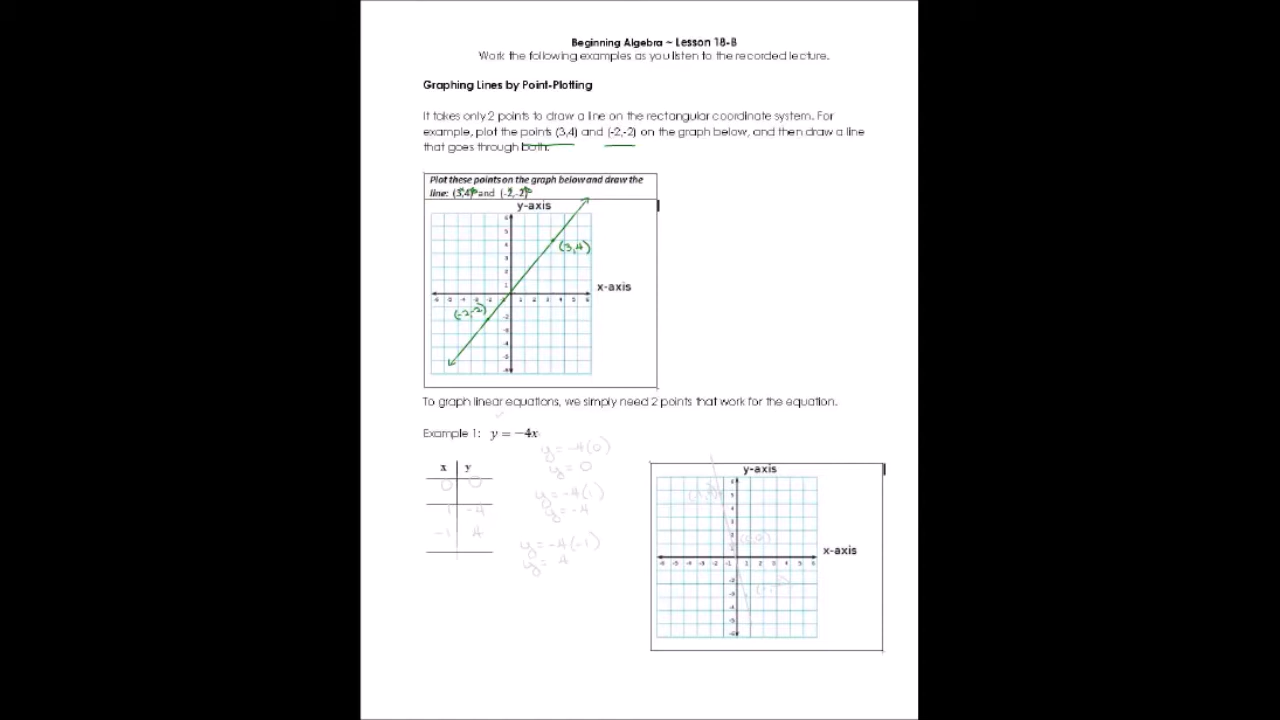 Beginning Algebra ~ Lesson 18-B
Work the following examples as you listen to the recorded lecture.
Graphing Lines by Point-Plotting
It takes only 2 points to draw a line on the rectangular coordinate system. For
example, plot the points (3,4) and (-2,-2) on the graph below, and then draw a line
that goes through both.
Plot these points on the graph below and draw the
line: (3,4) and (-2,-2)
y-axis
(3,4)
x-axis
(-2,-2)
To graph linear equations, we simply need 2 points that work for the equation.
Example 1: y = -4x
x y
0 0
1 -4
-1 4
y = -4(0)
y = 0
y = -4(1)
y = -4
y = -4(-1)
y = 4
y-axis
(0,0)
x-axis